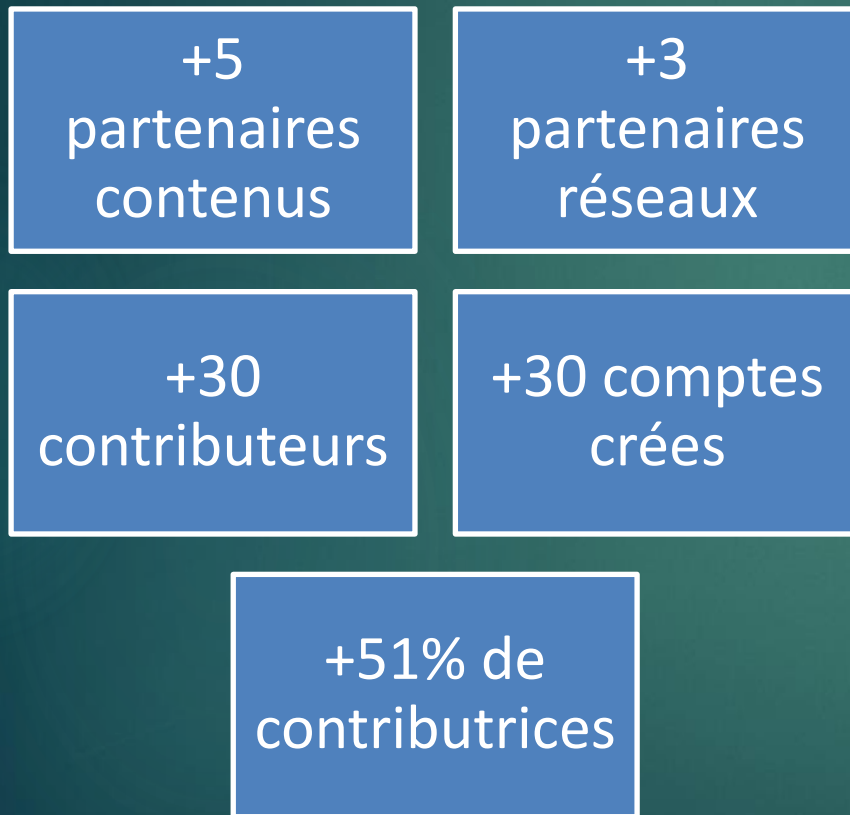 +5
partenaires
contenus
+3
partenaires
réseaux
+30
contributeurs
+30 comptes
crées
+51% de
contributrices